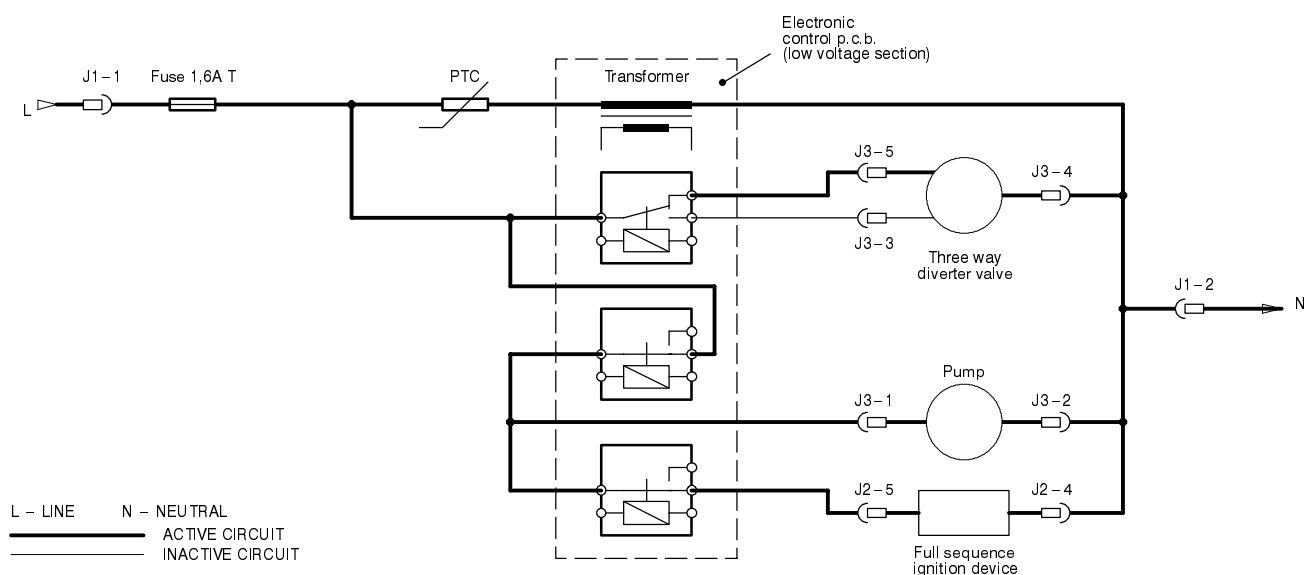 Electronic
control p.c.b.
(low voltage section)
J1-1
Fuse 1,6A T
PTC
Transformer
L
J3-5
J3-4
J3-3
Three way
diverter valve
J1-2
N
Pump
J3-1
J3-2
J2-5
J2-4
L - LINE N - NEUTRAL
ACTIVE CIRCUIT
INACTIVE CIRCUIT
Full sequence
ignition device